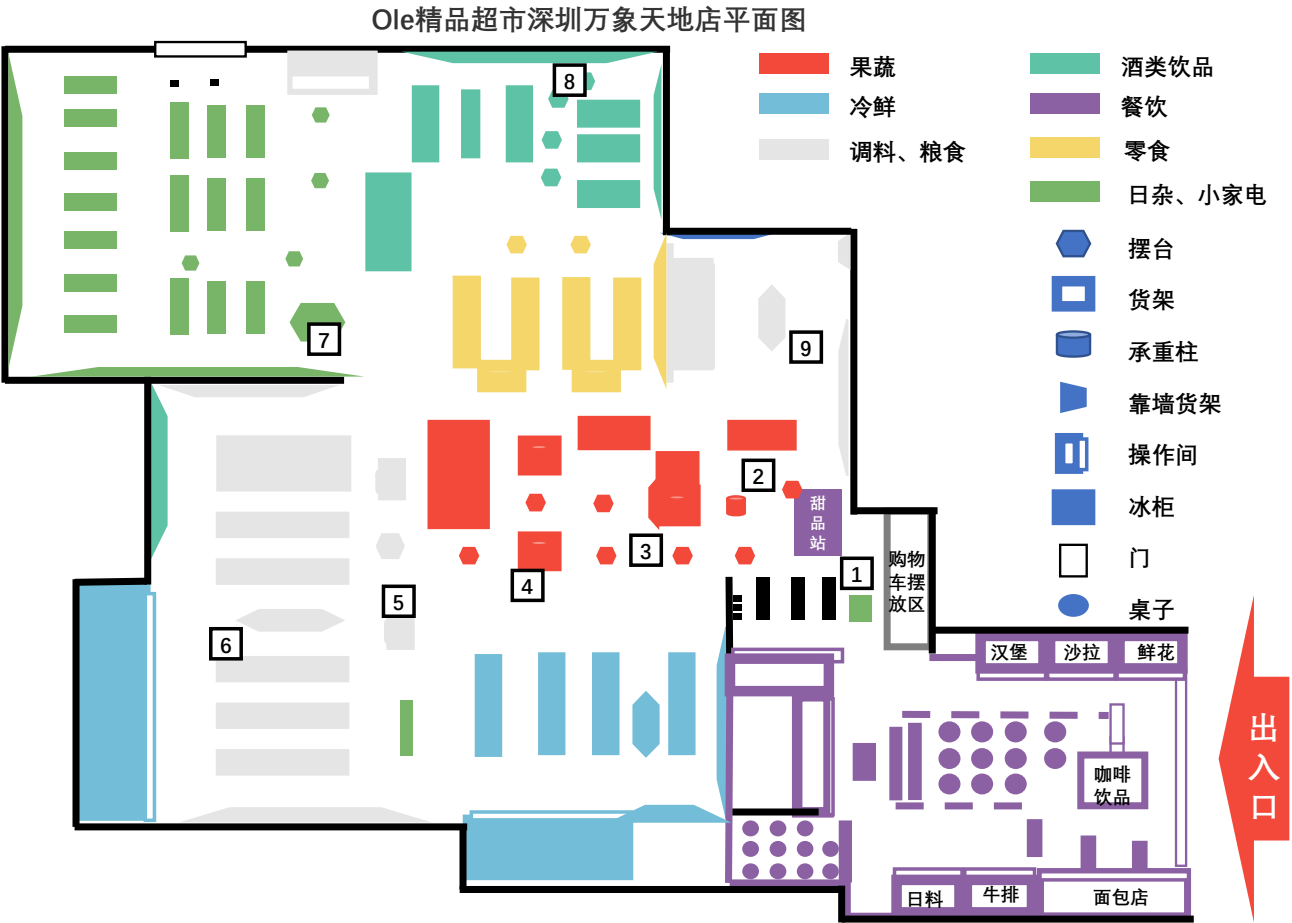 Ole精品超市深圳万象天地店平面图
果蔬
酒类饮品
冷鲜
餐饮
调料、粮食
零食
日杂、小家电
摆台
货架
承重柱
靠墙货架
操作间
冰柜
门
桌子
8
7
9
2
甜
品
站
3
4
1
5
6
购物
车摆
放区
汉堡
沙拉
鲜花
咖啡
饮品
日料
牛排
面包店
出
入
口